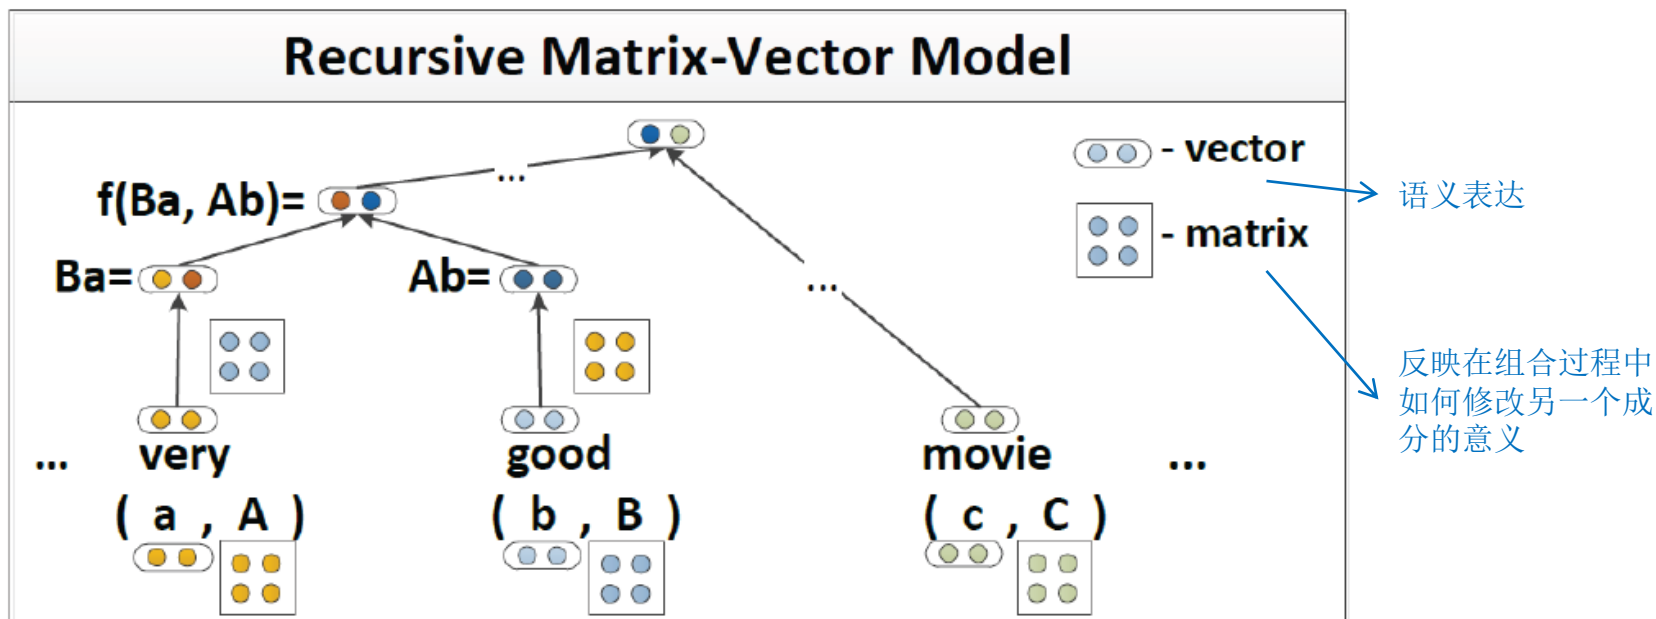 Recursive Matrix-Vector Model
- vector
语义表达
...
f(Ba, Ab)=
- matrix
Ba=
Ab=
...
反映在组合过程中
如何修改另一个成
分的意义
... very good movie ...
( a , A ) ( b , B ) ( c , C )